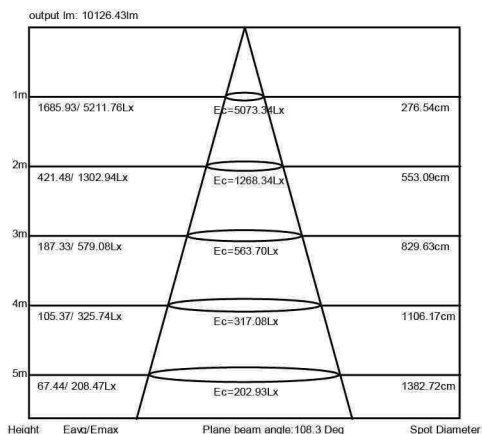 output lm: 10126.43lm
1m
1685.93/ 5211.76Lx
Ec=5073.34Lx
276.54cm
2m
421.48/ 1302.94Lx
Ec=1268.34Lx
553.09cm
3m
187.33/ 579.08Lx
Ec=563.70Lx
829.63cm
4m
105.37/ 325.74Lx
Ec=317.08Lx
1106.17cm
5m
67.44/ 208.47Lx
Ec=202.93Lx
1382.72cm
Height Eavg/Emax Plane beam angle:108.3 Deg Spot Diameter